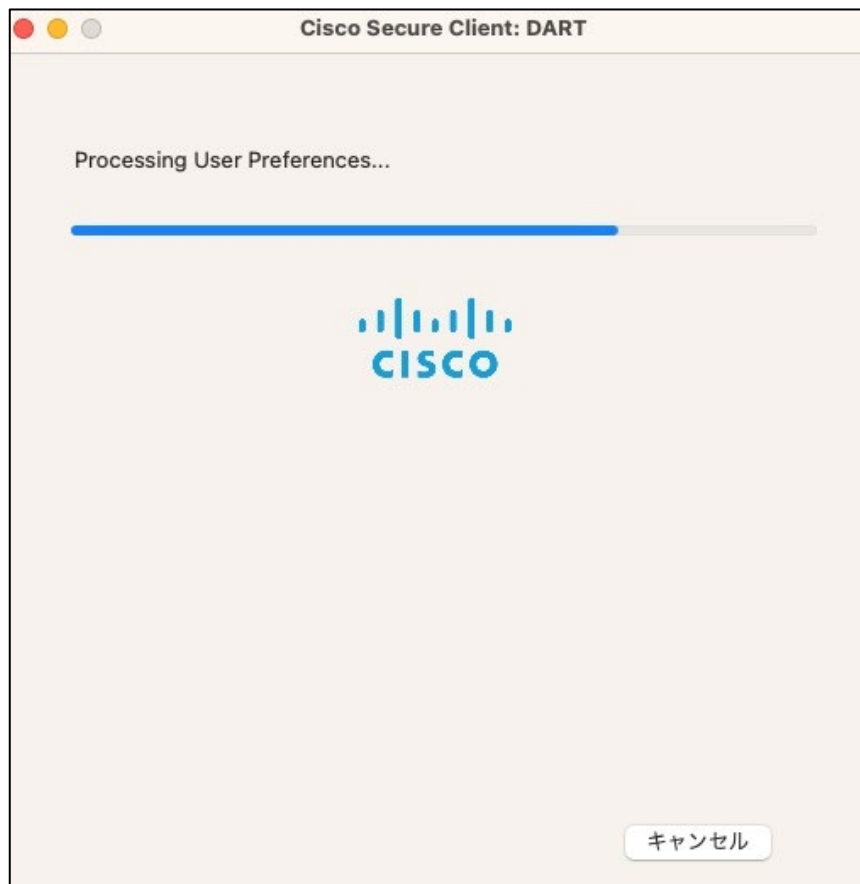 Cisco Secure Client: DART
Processing User Preferences...
CISCO
キャンセル